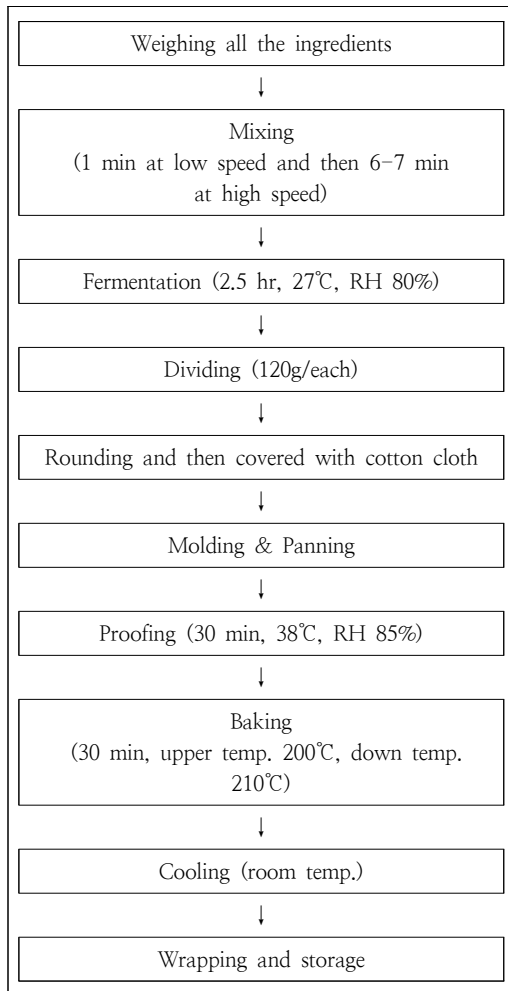 Weighing all the ingredients
↓
Mixing
(1 min at low speed and then 6-7 min
at high speed)
↓
Fermentation (2.5 hr, 27℃, RH 80%)
↓
Dividing (120g/each)
↓
Rounding and then covered with cotton cloth
↓
Molding & Panning
↓
Proofing (30 min, 38℃, RH 85%)
↓
Baking
(30 min, upper temp. 200℃, down temp.
210℃)
↓
Cooling (room temp.)
↓
Wrapping and storage